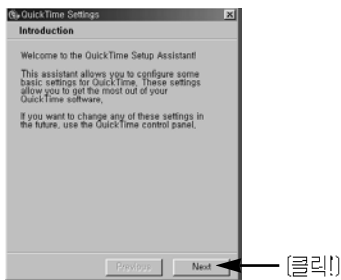 QuickTime Settings
Introduction
Welcome to the QuickTime Setup Assistant!
This assistant allows you to configure some
basic settings for QuickTime, These settings
allow you to get the most out of your
QuickTime software,
If you want to change any of these settings in
the future, use the QuickTime control panel,
Previous
Next
(클릭!)